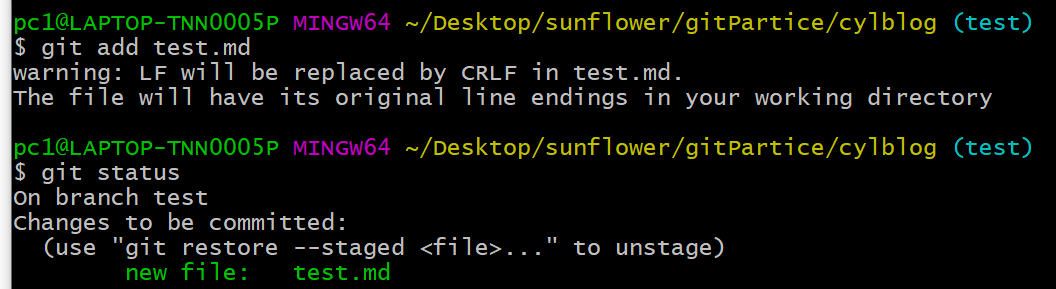 pc1@LAPTOP-TNN0005P MINGW64 ~/Desktop/sunflower/gitPartice/cylblog (test)
$ git add test.md
warning: LF will be replaced by CRLF in test.md.
The file will have its original line endings in your working directory
pc1@LAPTOP-TNN0005P MINGW64 ~/Desktop/sunflower/gitPartice/cylblog (test)
$ git status
On branch test
Changes to be committed:
  (use "git restore --staged <file>..." to unstage)
        new file:   test.md